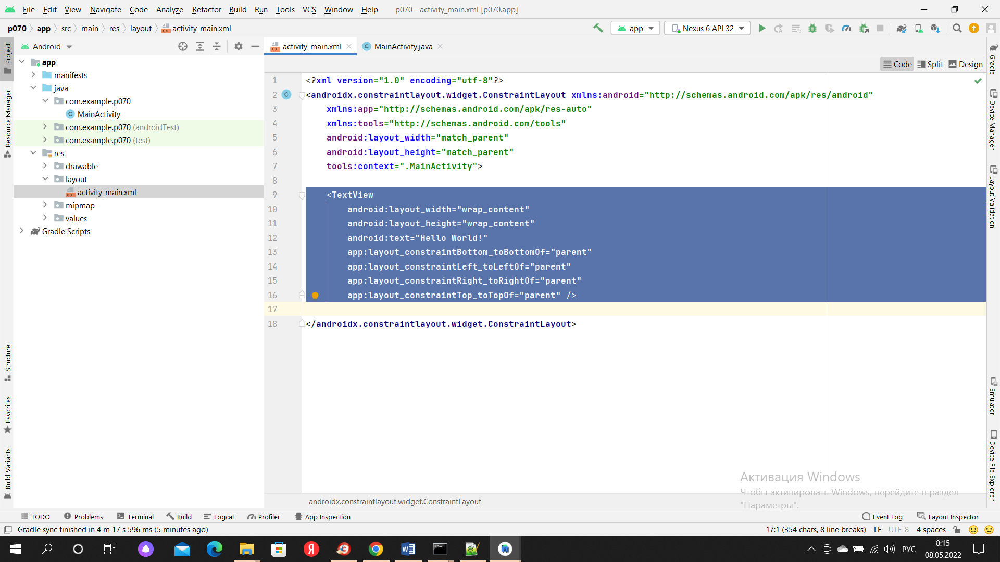 File Edit View Navigate Code Analyze Refactor Build Run Tools VCS Window Help p070 - activity_main.xml [p070.app]
p070 app src main res layout activity_main.xml app Nexus 6 API 32
Project
Resource Manager
Structure
Favorites
Build Variants
Android
app
manifests
java
com.example.p070
MainActivity
com.example.p070 (androidTest)
com.example.p070 (test)
res
drawable
layout
activity_main.xml
mipmap
values
Gradle Scripts
activity_main.xml MainActivity.java
Code Split Design
1 <?xml version="1.0" encoding="utf-8"?>
2 <androidx.constraintlayout.widget.ConstraintLayout xmlns:android="http://schemas.android.com/apk/res/android"
3 xmlns:app="http://schemas.android.com/apk/res-auto"
4 xmlns:tools="http://schemas.android.com/tools"
5 android:layout_width="match_parent"
6 android:layout_height="match_parent"
7 tools:context=".MainActivity">
8
9 <TextView
10 android:layout_width="wrap_content"
11 android:layout_height="wrap_content"
12 android:text="Hello World!"
13 app:layout_constraintBottom_toBottomOf="parent"
14 app:layout_constraintLeft_toLeftOf="parent"
15 app:layout_constraintRight_toRightOf="parent"
16 app:layout_constraintTop_toTopOf="parent" />
17
18 </androidx.constraintlayout.widget.ConstraintLayout>
androidx.constraintlayout.widget.ConstraintLayout
Gradle
Device Manager
Layout Validation
Emulator
Device File Explorer
Активация Windows
Чтобы активировать Windows, перейдите в раздел
"Параметры".
TODO Problems Terminal Build Logcat Profiler App Inspection Event Log Layout Inspector
Gradle sync finished in 4 m 17 s 596 ms (5 minutes ago) 17:1 (354 chars, 8 line breaks) LF UTF-8 4 spaces
РУС
8:15
08.05.2022